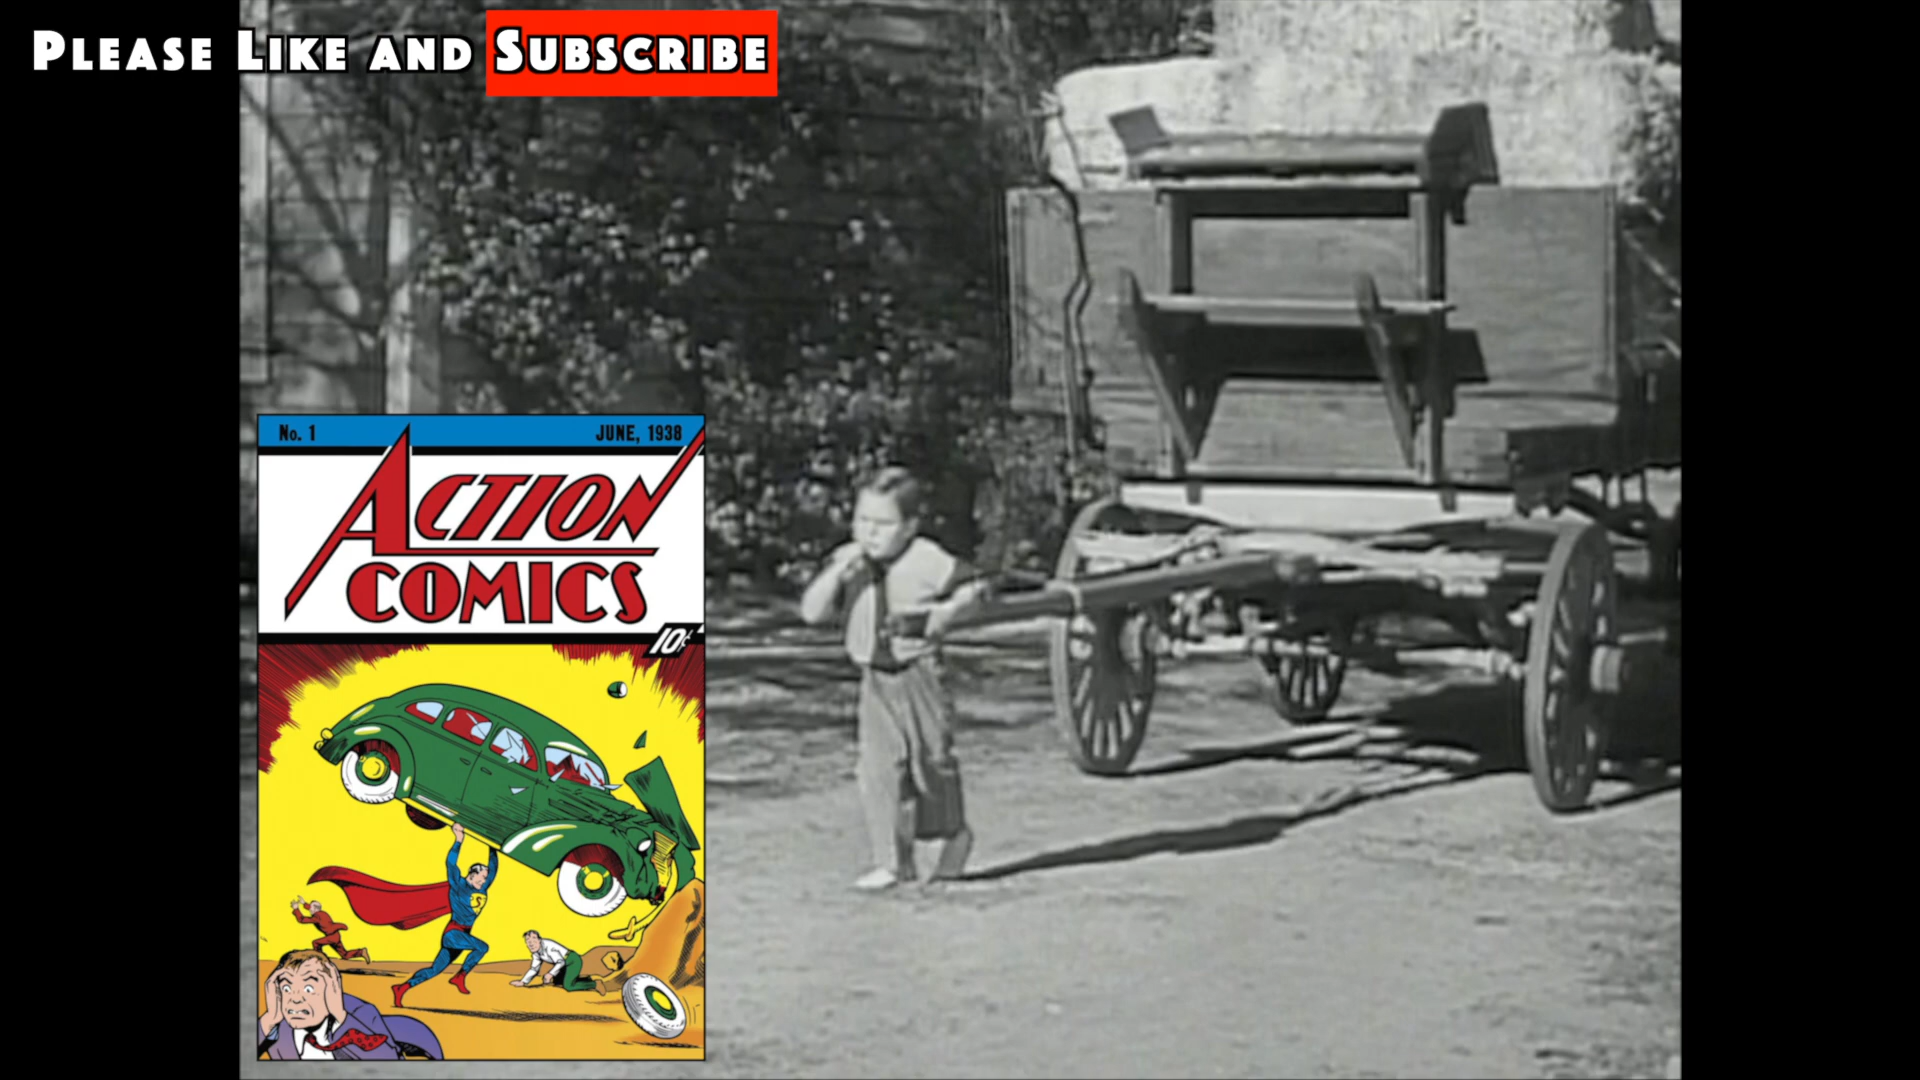 PLEASE LIKE AND SUBSCRIBE
No. 1 JUNE, 1938
ACTION
COMICS
10¢
S